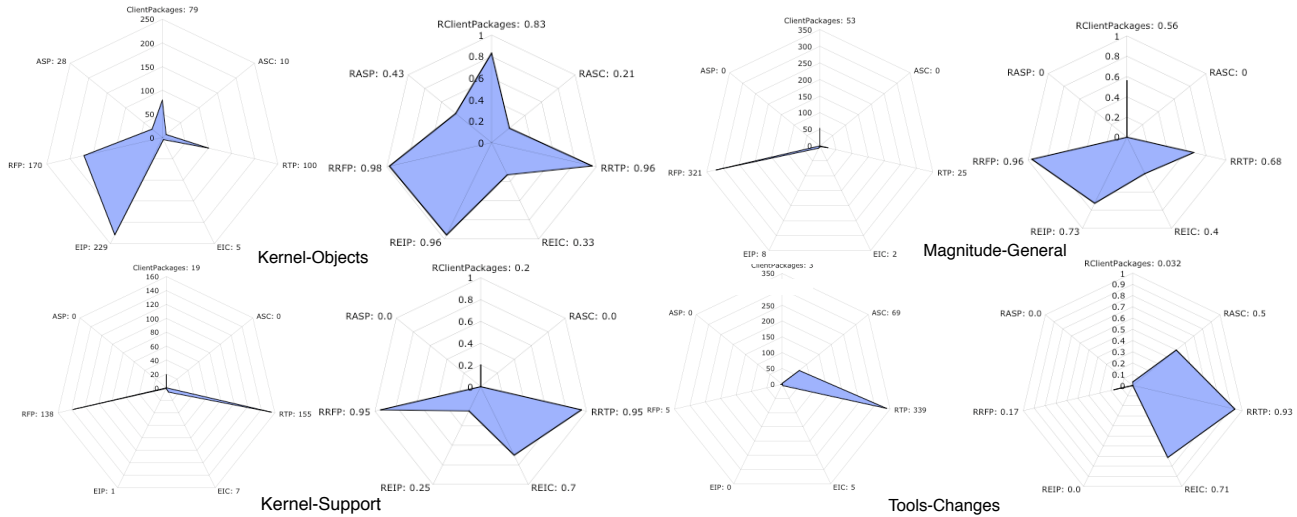 ClientPackages: 79
250
200
150
100
50
0
ASP: 28
ASC: 10
RFP: 170
RTP: 100
EIP: 229
EIC: 5
RClientPackages: 0.83
1
0.8
0.6
0.4
0.2
0
RASP: 0.43
RASC: 0.21
RRFP: 0.98
RRTP: 0.96
REIP: 0.96
REIC: 0.33
Kernel-Objects
ClientPackages: 53
350
300
250
200
150
100
50
0
ASP: 0
ASC: 0
RFP: 321
RTP: 25
EIP: 8
EIC: 2
RClientPackages: 0.56
1
0.8
0.6
0.4
0.2
0
RASP: 0
RASC: 0
RRFP: 0.96
RRTP: 0.68
REIP: 0.73
REIC: 0.4
Magnitude-General
ClientPackages: 19
160
140
120
100
80
60
40
20
0
ASP: 0
ASC: 0
RFP: 138
RTP: 155
EIP: 1
EIC: 7
RClientPackages: 0.2
1
0.8
0.6
0.4
0.2
0
RASP: 0.0
RASC: 0.0
RRFP: 0.95
RRTP: 0.95
REIP: 0.25
REIC: 0.7
Kernel-Support
ClientPackages: 3
350
250
200
150
100
50
0
ASP: 0
ASC: 69
RFP: 5
RTP: 339
EIP: 0
EIC: 5
RClientPackages: 0.032
1
0.9
0.8
0.7
0.6
0.5
0.4
0.3
0.2
0.1
0
RASP: 0.0
RASC: 0.5
RRFP: 0.17
RRTP: 0.93
REIP: 0.0
REIC: 0.71
Tools-Changes